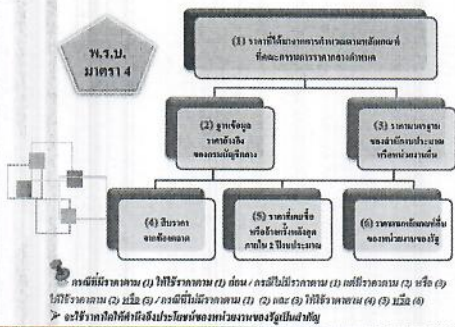 พ.ร.บ.
มาตรา 4
(1) ราคาที่ได้มาจากการคำนวณตามหลักเกณฑ์
ที่คณะกรรมการราคากลางกำหนด
(2) ฐานข้อมูล
ราคาอ้างอิง
ของกรมบัญชีกลาง
(3) ราคามาตรฐาน
ของสำนักงบประมาณ
หรือหน่วยงานอื่น
(4) สืบราคา
จากท้องตลาด
(5) ราคาที่เคยซื้อ
หรือจ้างครั้งหลังสุด
ภายใน 2 ปีงบประมาณ
(6) ราคาตามหลักเกณฑ์อื่น
ของหน่วยงานของรัฐ
กรณีที่มีราคาตาม (1) ให้ใช้ราคาตาม (1) ก่อน / กรณีไม่มีราคาตาม (1) แต่มีราคาตาม (2) หรือ (3)
ให้ใช้ราคาตาม (2) หรือ (3) / กรณีที่ไม่มีราคาตาม (1) (2) และ (3) ให้ใช้ราคาตาม (4) (5) หรือ (6)
➤ จะใช้ราคาใดให้คำนึงถึงประโยชน์ของหน่วยงานของรัฐเป็นสำคัญ